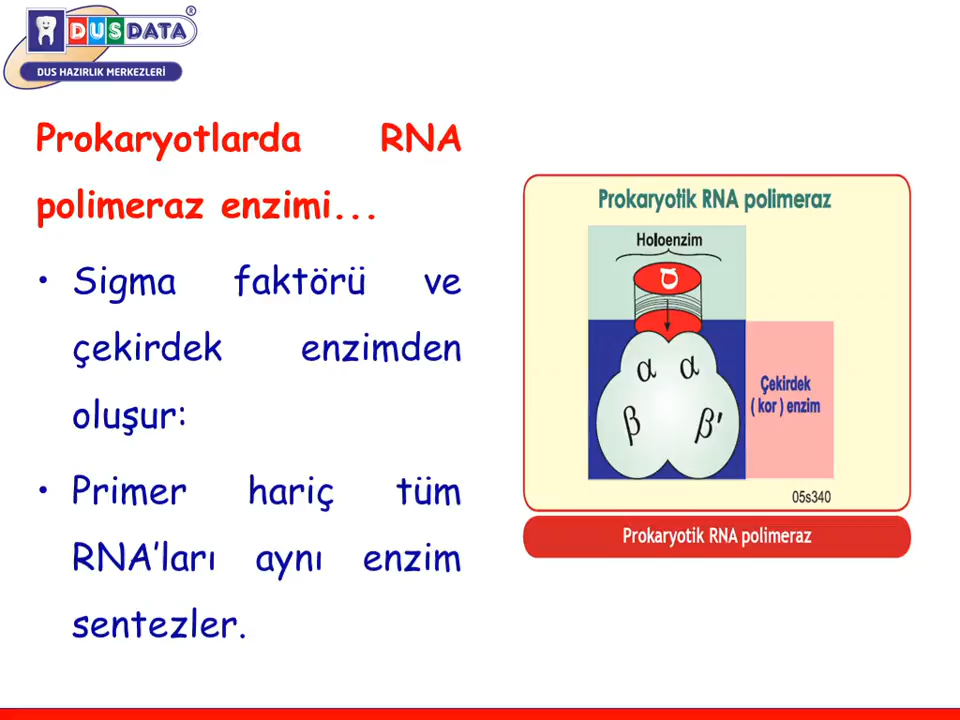 DUSDATA®
DUS HAZIRLIK MERKEZLERİ
Prokaryotlarda RNA
polimeraz enzimi...
• Sigma faktörü ve
çekirdek enzimden
oluşur:
• Primer hariç tüm
RNA’ları aynı enzim
sentezler.
Prokaryotik RNA polimeraz
Holoenzim
σ
α α
β β'
Çekirdek
( kor ) enzim
05s340
Prokaryotik RNA polimeraz